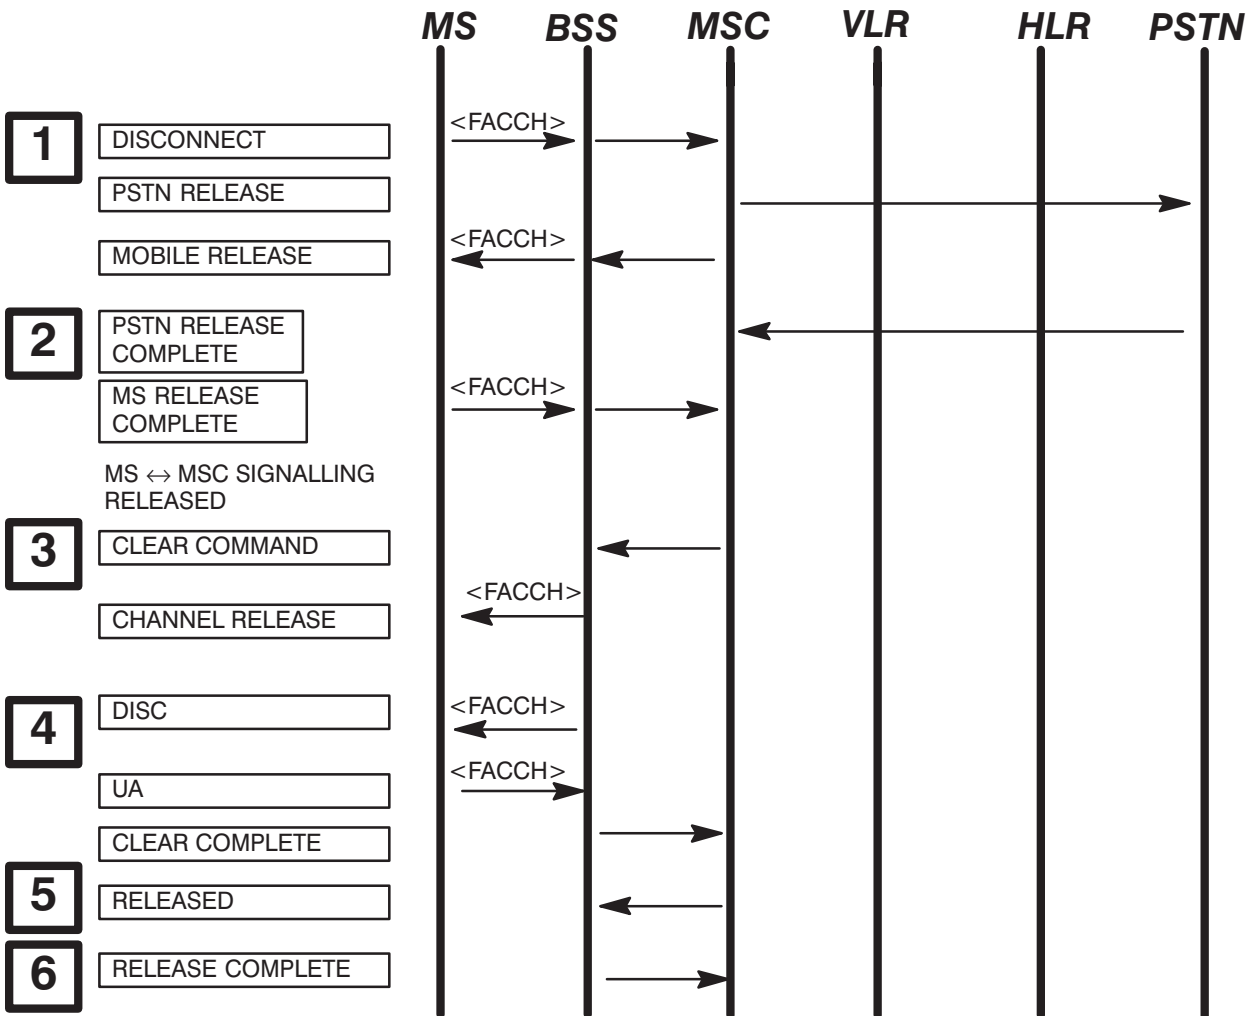 MS BSS MSC VLR HLR PSTN
1
DISCONNECT
<FACCH>
PSTN RELEASE
MOBILE RELEASE
<FACCH>
2
PSTN RELEASE
COMPLETE
MS RELEASE
COMPLETE
<FACCH>
MS ↔ MSC SIGNALLING
RELEASED
3
CLEAR COMMAND
CHANNEL RELEASE
<FACCH>
4
DISC
<FACCH>
UA
<FACCH>
CLEAR COMPLETE
5
RELEASED
6
RELEASE COMPLETE